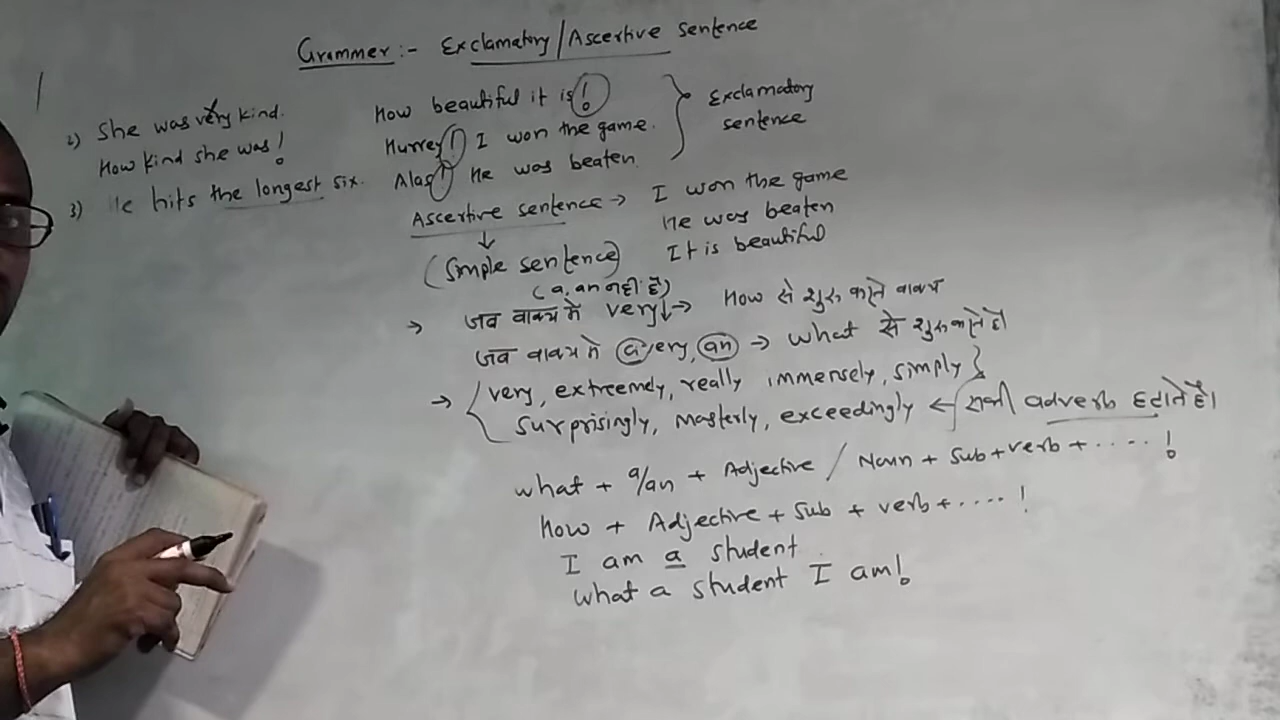 Grammer :- Exclamatory/Ascertive sentence
2) She was very kind.
How kind she was!
3) He hits the longest six.
How beautiful it is!
Hurrey! I won the game.
Alas! He was beaten.
Exclamatory
sentence
Ascertive sentence → I won the game
He was beaten
It is beautiful
↓
(Simple sentence)
(a, an नही है)
→ जब वाक्य में very → How से शुरू करते वाक्य
जब वाक्य मे a very, an → what से शुरू करते है
→ very, extreemely, really immensely, simply
surprisingly, masterly, exceedingly ← सभी adverb हटाते है।
what + a/an + Adjective / Noun + sub + verb + ..... !
How + Adjective + sub + verb + .... !
I am a student
what a student I am!